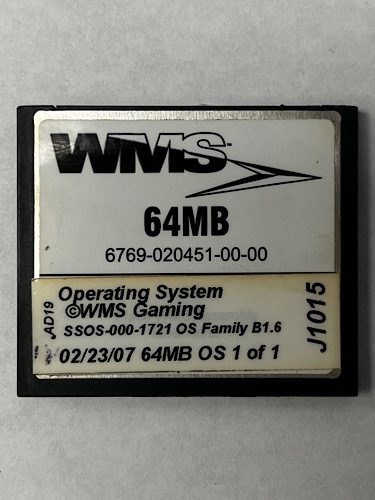 WMS™
64MB
6769-020451-00-00
AD19
Operating System
©WMS Gaming
SSOS-000-1721 OS Family B1.6
02/23/07 64MB OS 1 of 1
J1015